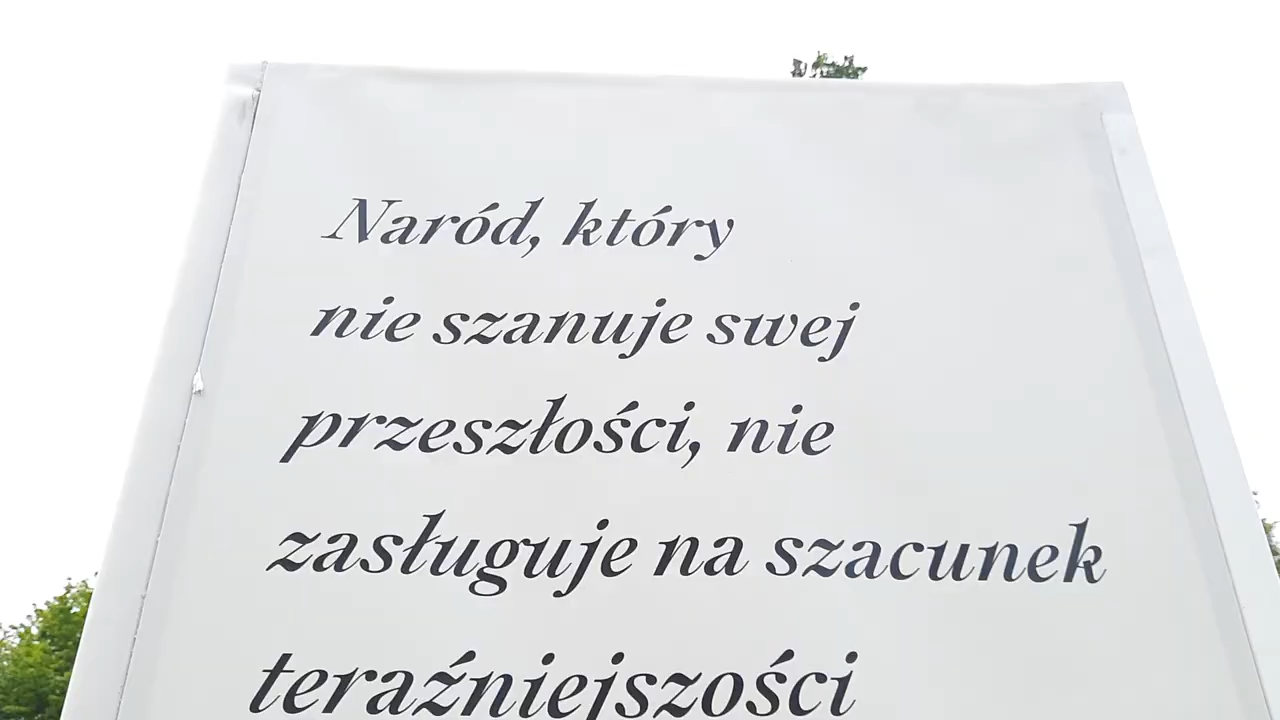 Naród, który
nie szanuje swej
przeszłości, nie
zasługuje na szacunek
teraźniejszości